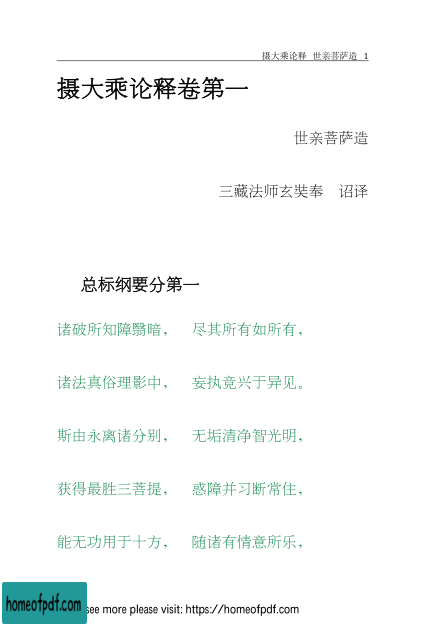 摄大乘论释 世亲菩萨造 1
摄大乘论释卷第一
世亲菩萨造
三藏法师玄奘奉 诏译
总标纲要分第一
诸破所知障翳暗， 尽其所有如所有，
诸法真俗理影中， 妄执竞兴于异见。
斯由永离诸分别， 无垢清净智光明，
获得最胜三菩提， 惑障并习断常住，
能无功用于十方， 随诸有情意所乐，
homeofpdf.com
see more please visit: https://homeofpdf.com